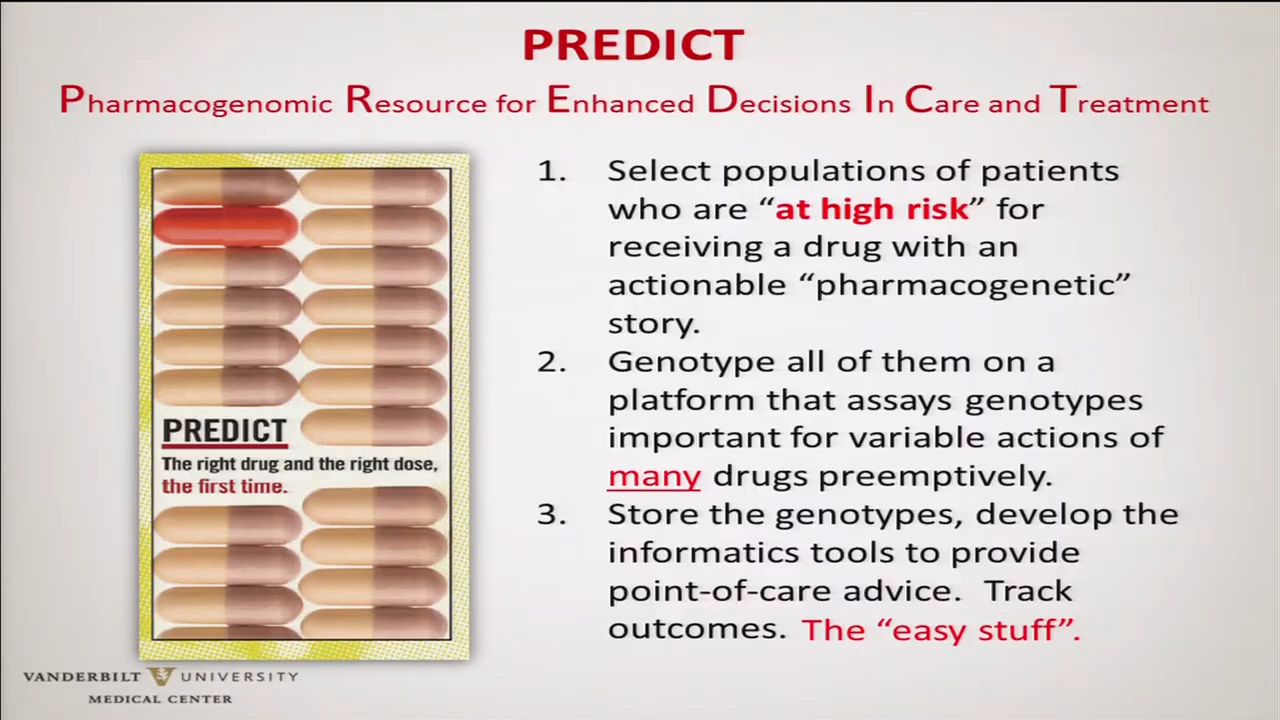 PREDICT
Pharmacogenomic Resource for Enhanced Decisions In Care and Treatment
PREDICT
The right drug and the right dose,
the first time.
1. Select populations of patients
who are “at high risk” for
receiving a drug with an
actionable “pharmacogenetic”
story.
2. Genotype all of them on a
platform that assays genotypes
important for variable actions of
many drugs preemptively.
3. Store the genotypes, develop the
informatics tools to provide
point-of-care advice. Track
outcomes. The “easy stuff”.
VANDERBILT UNIVERSITY
MEDICAL CENTER